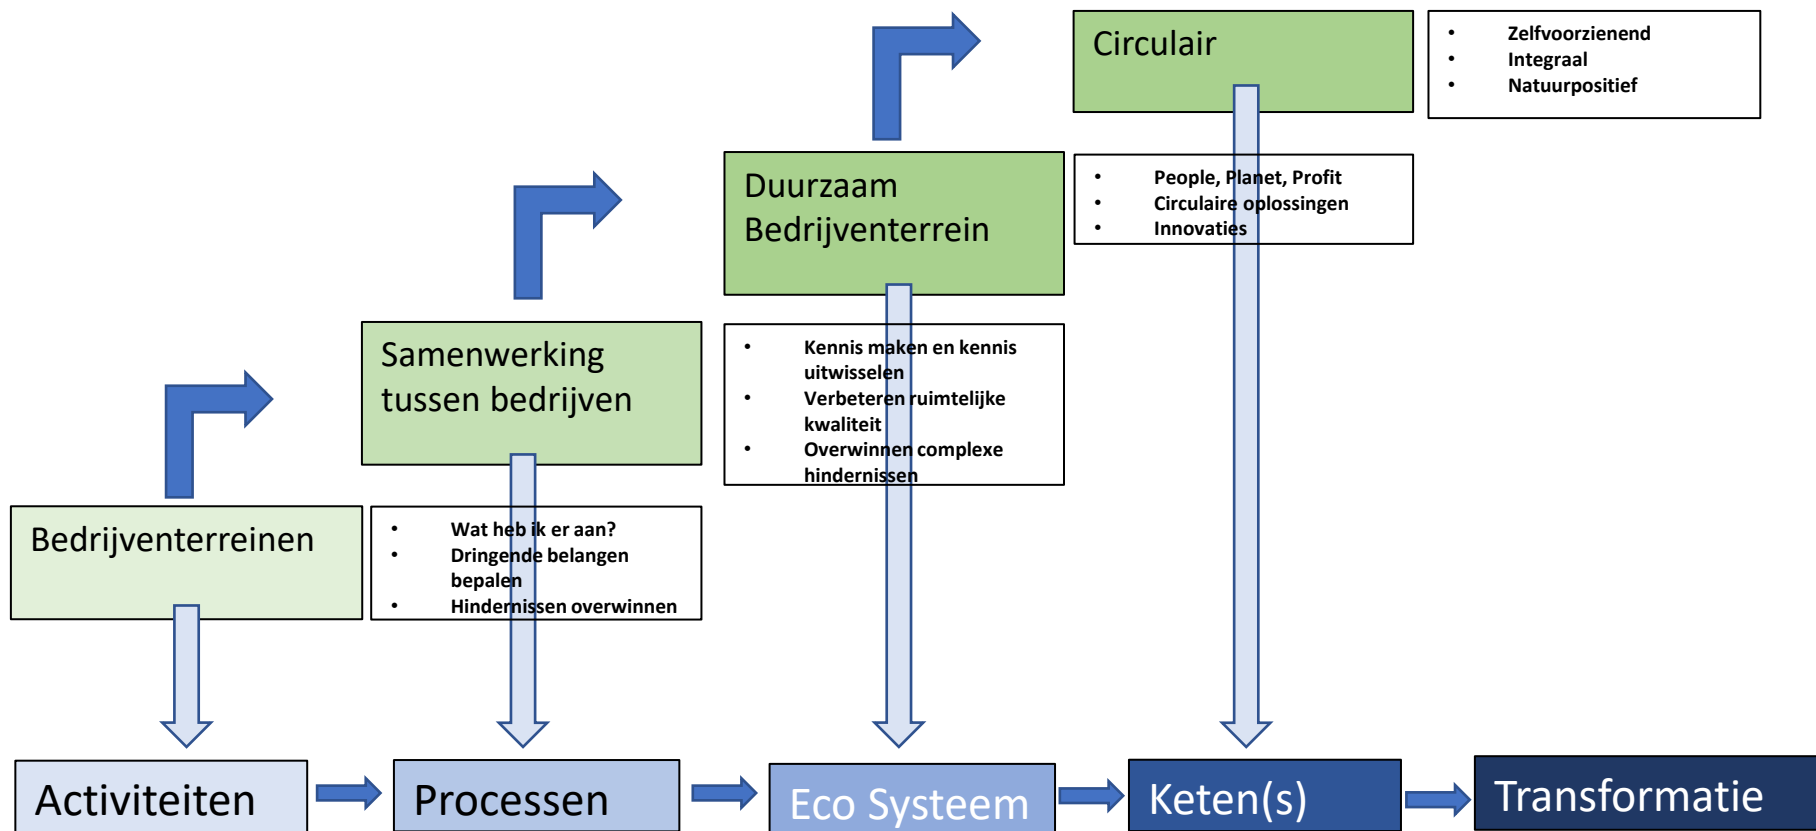 Circulair
• Zelfvoorzienend
• Integraal
• Natuurpositief
Duurzaam
Bedrijventerrein
• People, Planet, Profit
• Circulaire oplossingen
• Innovaties
Samenwerking
tussen bedrijven
• Kennis maken en kennis
uitwisselen
• Verbeteren ruimtelijke
kwaliteit
• Overwinnen complexe
hindernissen
Bedrijventerreinen
• Wat heb ik er aan?
• Dringende belangen
bepalen
• Hindernissen overwinnen
Activiteiten
Processen
Eco Systeem
Keten(s)
Transformatie